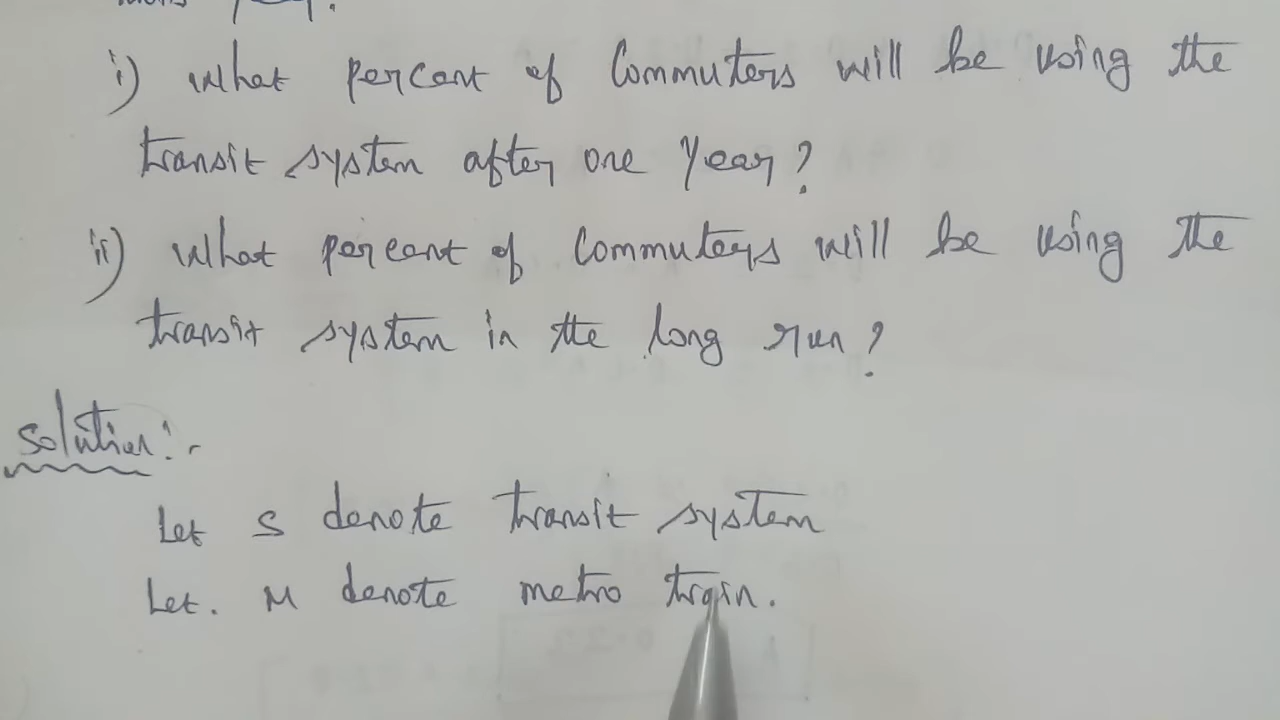 i) What percent of Commuters will be using the
transit system after one year?
ii) What percent of Commuters will be using the
transit system in the long run?
Solution:-
Let S denote transit system
Let. M denote metro train.